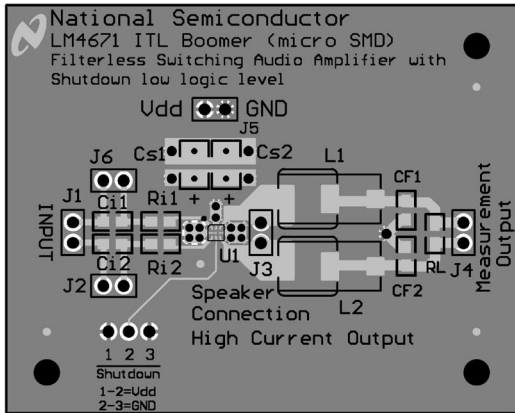 National Semiconductor
LM4671 ITL Boomer (micro SMD)
Filterless Switching Audio Amplifier with
Shutdown low logic level
Vdd GND
J5
J6
Cs1 Cs2
+ +
L1
CF1
J1
Ci1 Ri1
INPUT
Ci2 Ri2
U1
J3
RL
J4
Measurement
Output
J2
CF2
L2
Speaker
Connection
High Current Output
1 2 3
Shutdown
1-2=Vdd
2-3=GND